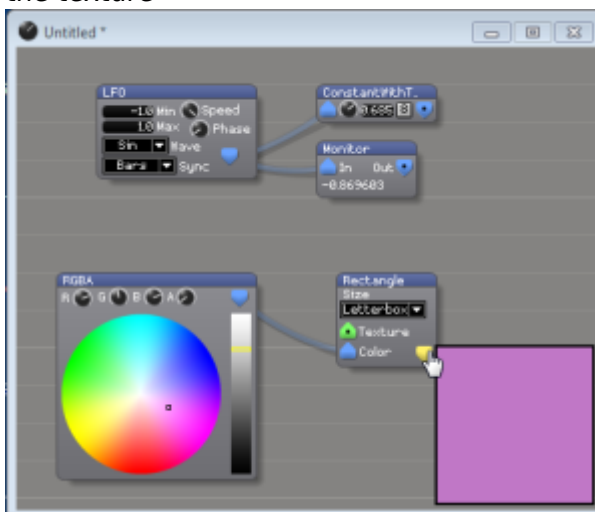 the texture
Untitled *
LFO
-1.0 Min Speed
1.0 Max Phase
Sin Wave
Bars Sync
ConstantWithT.
0.685 S
Monitor
In Out
-0.869603
RGBA
R G B A
Rectangle
Size
Letterbox
Texture
Color